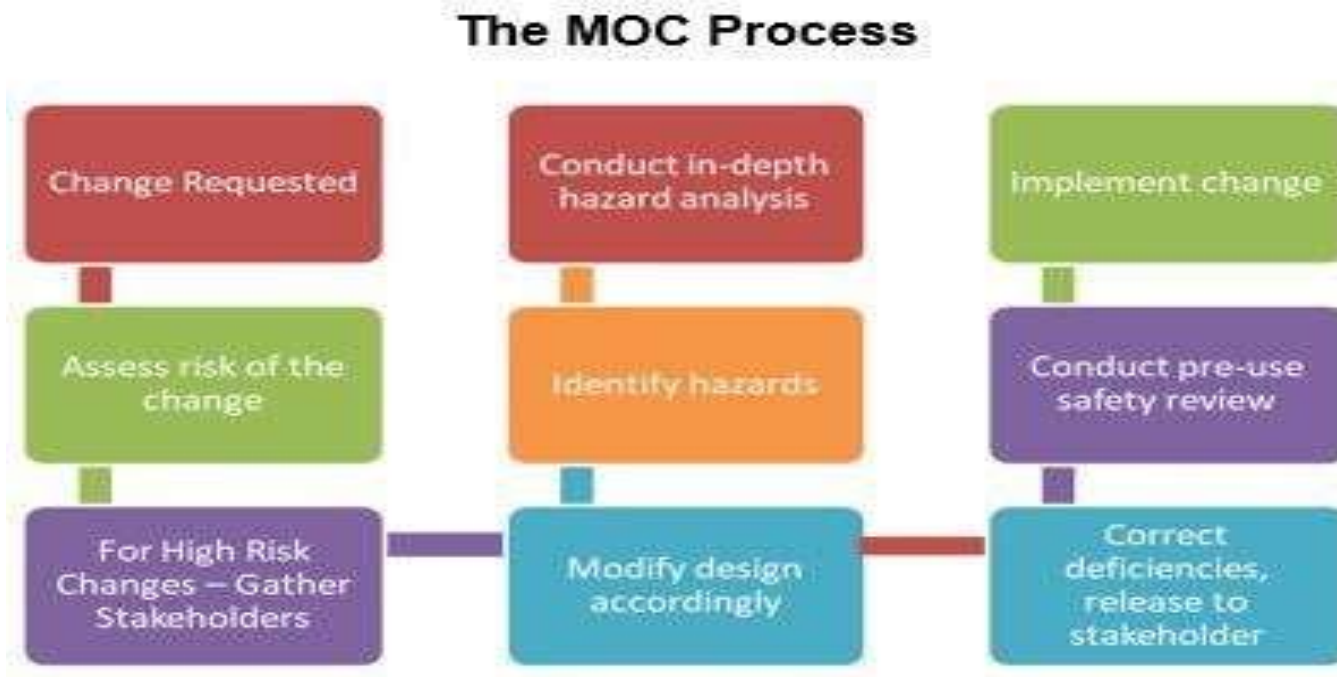 The MOC Process
Change Requested
Assess risk of the
change
For High Risk
Changes – Gather
Stakeholders
Conduct in-depth
hazard analysis
Identify hazards
Modify design
accordingly
Implement change
Conduct pre-use
safety review
Correct
deficiencies,
release to
stakeholder